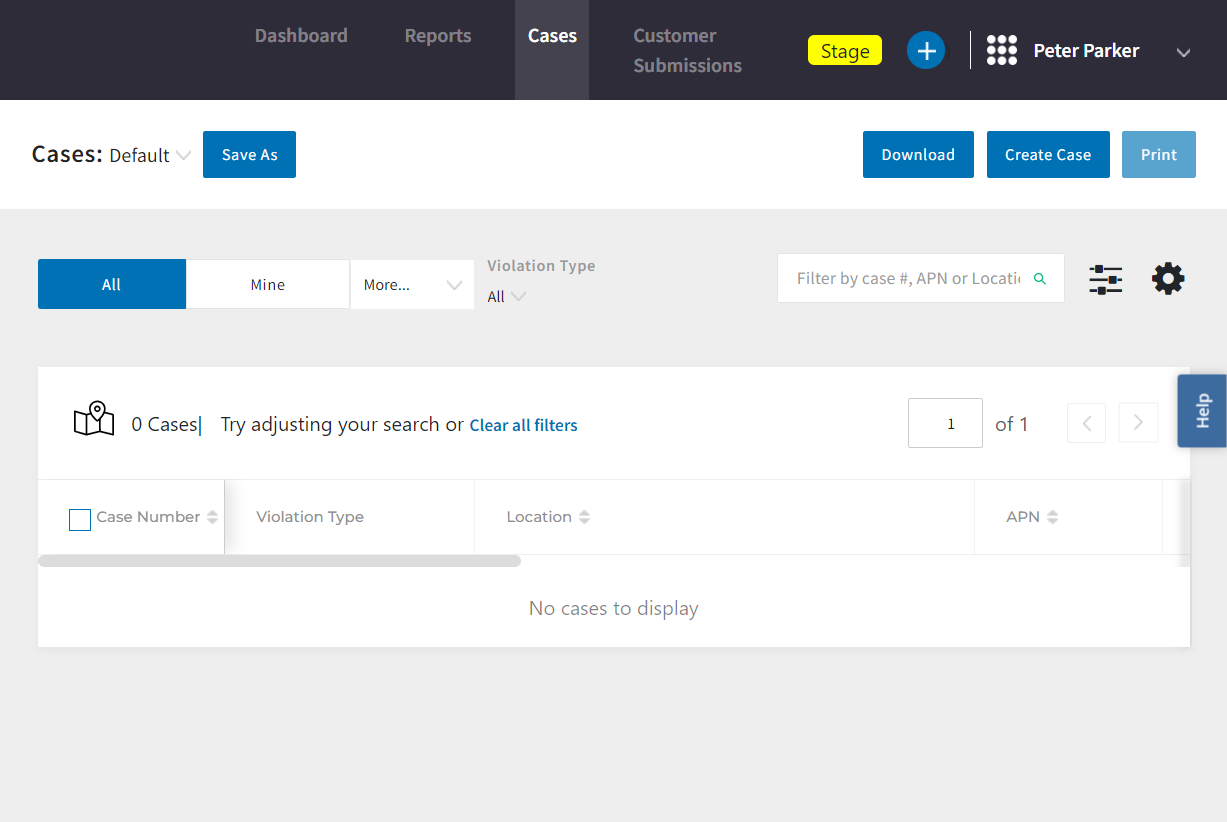 Dashboard
Reports
Cases
Customer
Submissions
Stage
Peter Parker
Cases: Default
Save As
Download
Create Case
Print
All
Mine
More...
Violation Type
All
Filter by case #, APN or Locatio
Help
0 Cases| Try adjusting your search or Clear all filters
1 of 1
Case Number
Violation Type
Location
APN
No cases to display